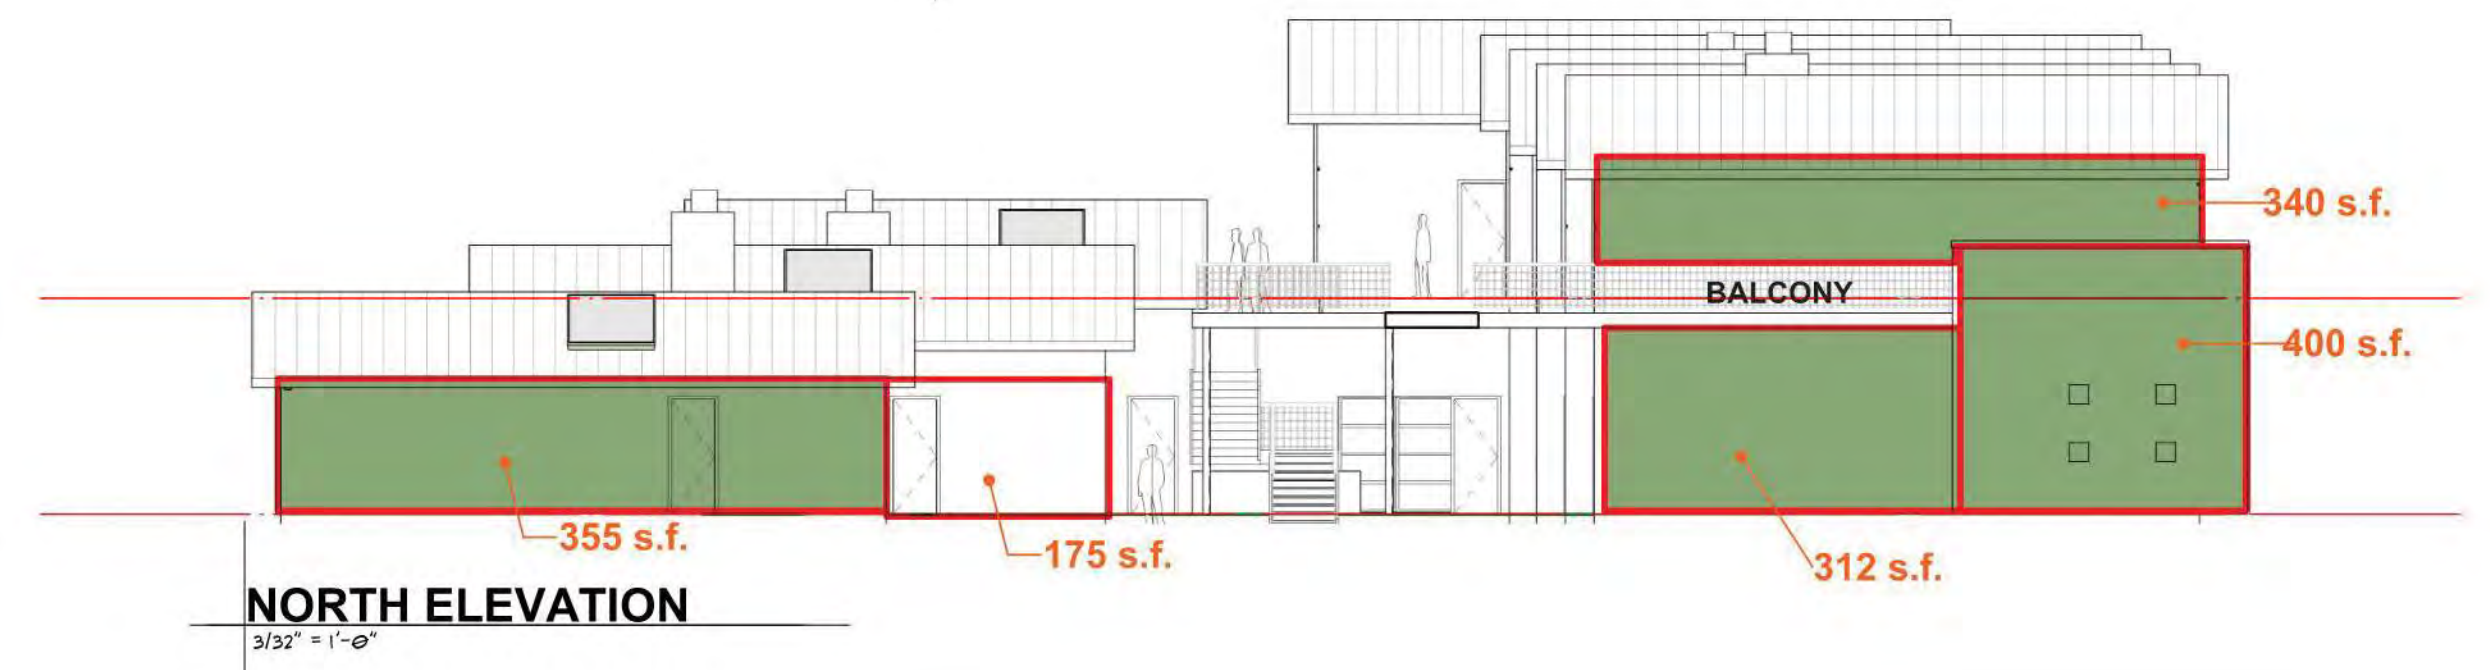 340 s.f.
BALCONY
400 s.f.
355 s.f.
175 s.f.
312 s.f.
NORTH ELEVATION
3/32" = 1'-0"